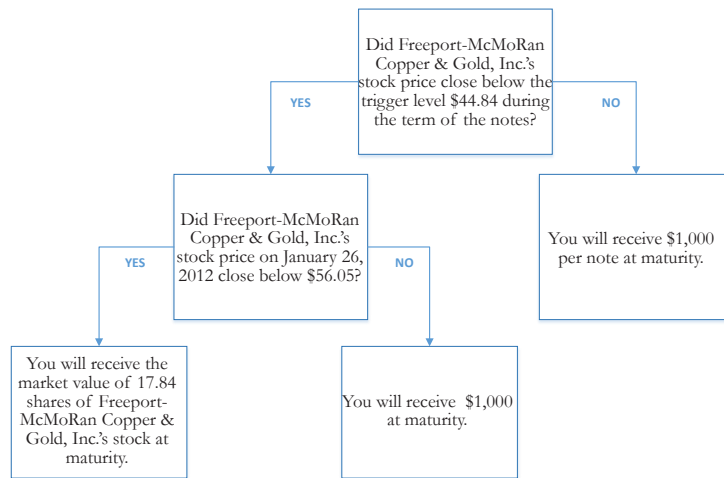 Did Freeport-McMoRan
Copper & Gold, Inc.'s
stock price close below the
trigger level $44.84 during
the term of the notes?
YES
NO
Did Freeport-McMoRan
Copper & Gold, Inc.'s
stock price on January 26,
2012 close below $56.05?
You will receive $1,000
per note at maturity.
YES
NO
You will receive the
market value of 17.84
shares of Freeport-
McMoRan Copper &
Gold, Inc.'s stock at
maturity.
You will receive $1,000
at maturity.